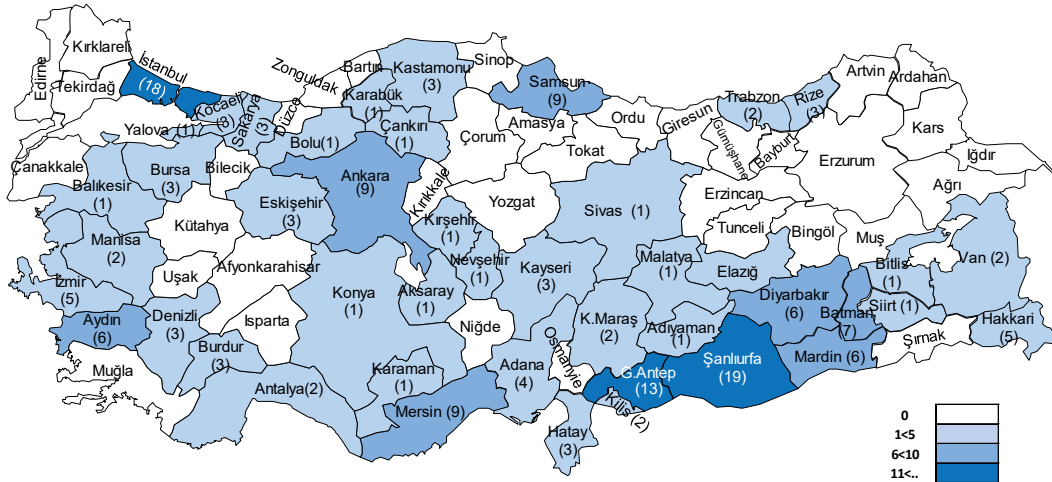 Kırklareli
Edirne
Tekirdağ
İstanbul
(18)
Kocaeli
(3)
Sakarya
(3)
Düzce
Zonguldak
Bartın
Karabük
(1)
Kastamonu
(3)
Sinop
Samsun
(9)
Ordu
Giresun
Trabzon
(2)
Rize
(3)
Artvin
Ardahan
Kars
Iğdır
Yalova (1)
Bolu(1)
Çankırı
(1)
Çorum
Amasya
Tokat
Gümüşhane
Bayburt
Erzurum
Ağrı
Çanakkale
Balıkesir
(1)
Bursa
(3)
Bilecik
Eskişehir
(3)
Ankara
(9)
Kırıkkale
Yozgat
Sivas (1)
Erzincan
Tunceli
Bingöl
Muş
Kütahya
Kırşehir
(1)
Manisa
(2)
Uşak
Afyonkarahisar
Nevşehir
(1)
Kayseri
(3)
Malatya
(1)
Elazığ
Bitlis
(1)
Van (2)
İzmir
(5)
Konya
(1)
Aksaray
(1)
Diyarbakır
(6)
Batman
(7)
Siirt (1)
Hakkari
(5)
Aydın
(6)
Denizli
(3)
Isparta
Niğde
K.Maraş
(2)
Adıyaman
(1)
Mardin (6)
Şırnak
Muğla
Burdur
(3)
Antalya(2)
Karaman
(1)
Mersin (9)
Adana
(4)
Osmaniye
G.Antep
(13)
Şanlıurfa
(19)
Kilis (2)
Hatay
(3)
0
1<5
6<10
11<..